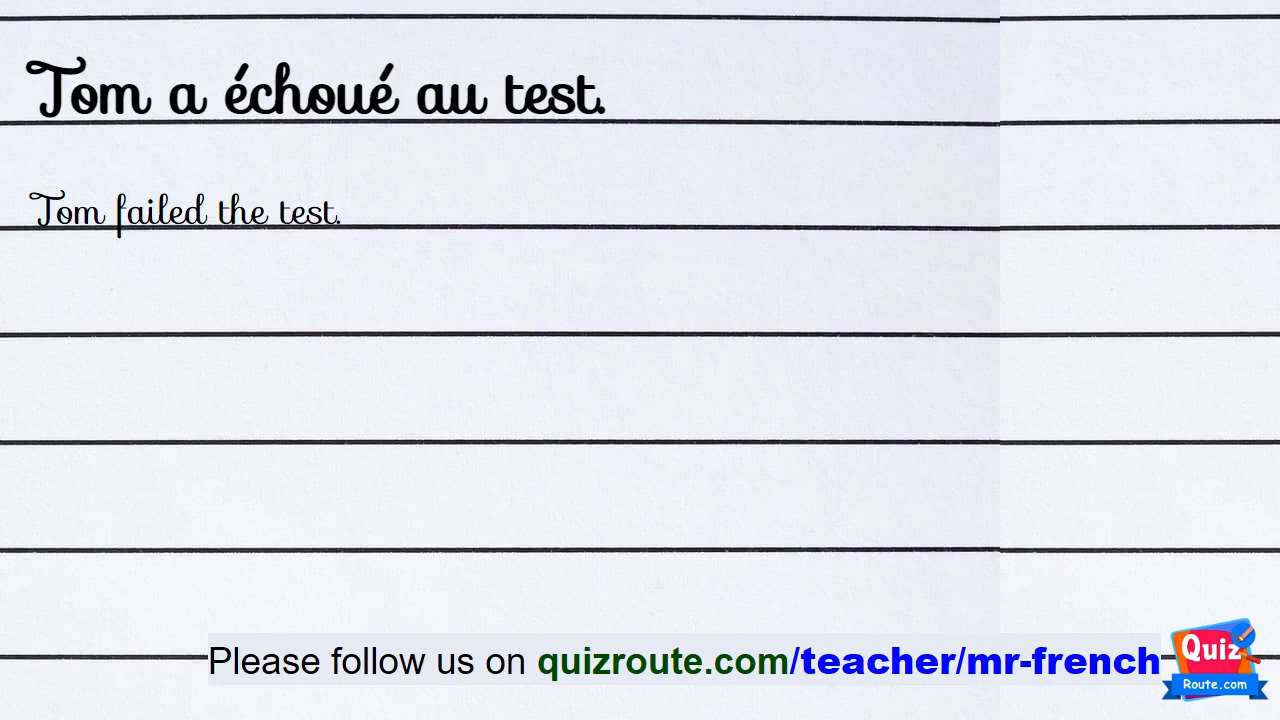 Tom a échoué au test.
Tom failed the test.
Please follow us on quizroute.com/teacher/mr-french
Quiz
Route.com